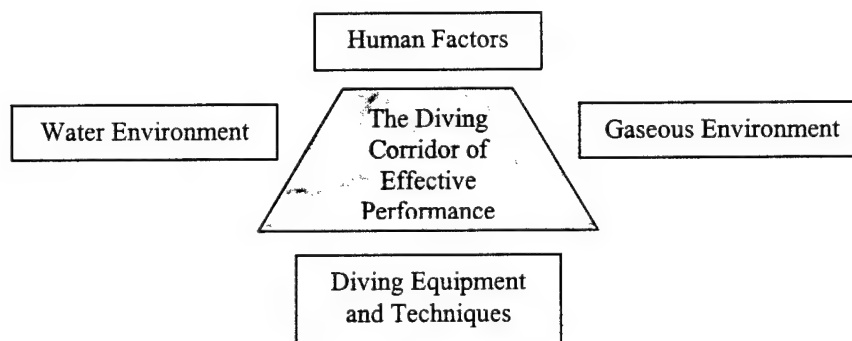 Human Factors
Water Environment
The Diving
Corridor of
Effective
Performance
Gaseous Environment
Diving Equipment
and Techniques